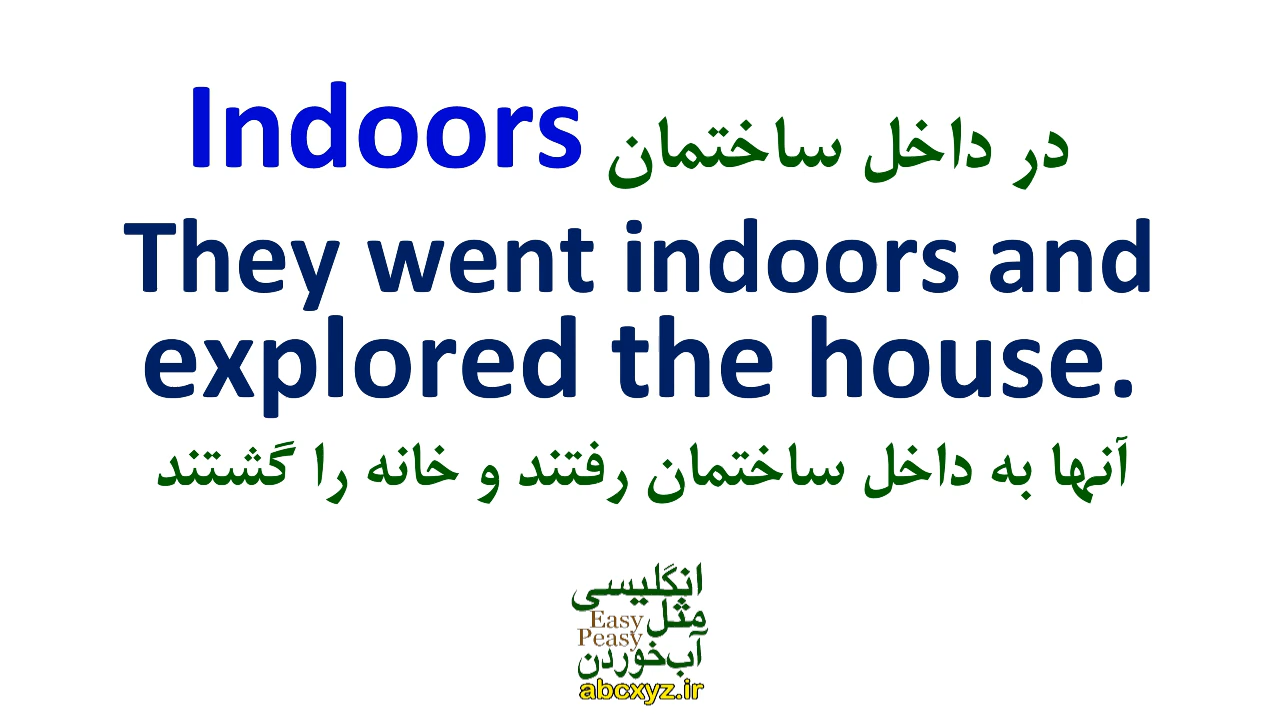 Indoors در داخل ساختمان
They went indoors and
explored the house.
آنها به داخل ساختمان رفتند و خانه را گشتند
انگلیسی
مثل
Easy
Peasy
آب‌خوردن
abcxyz.ir